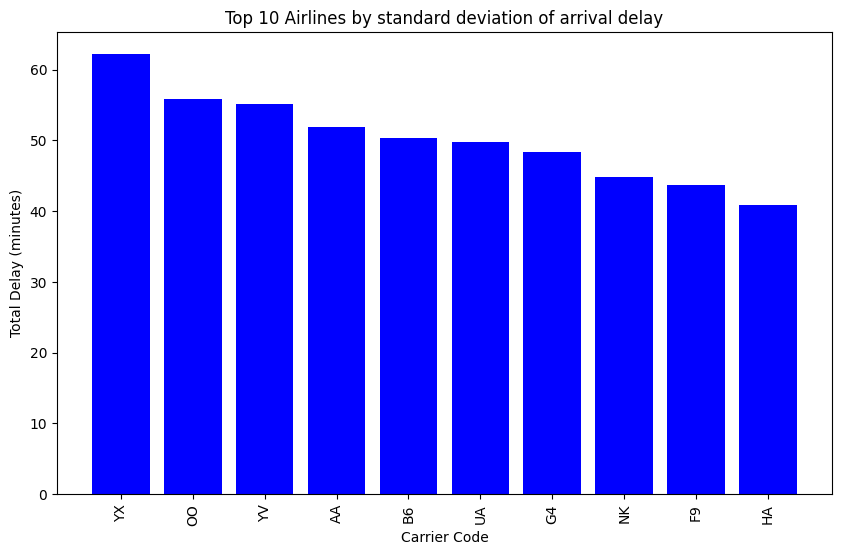 Top 10 Airlines by standard deviation of arrival delay
Total Delay (minutes)
60
50
40
30
20
10
0
YX
OO
YV
AA
B6
UA
G4
NK
F9
HA
Carrier Code